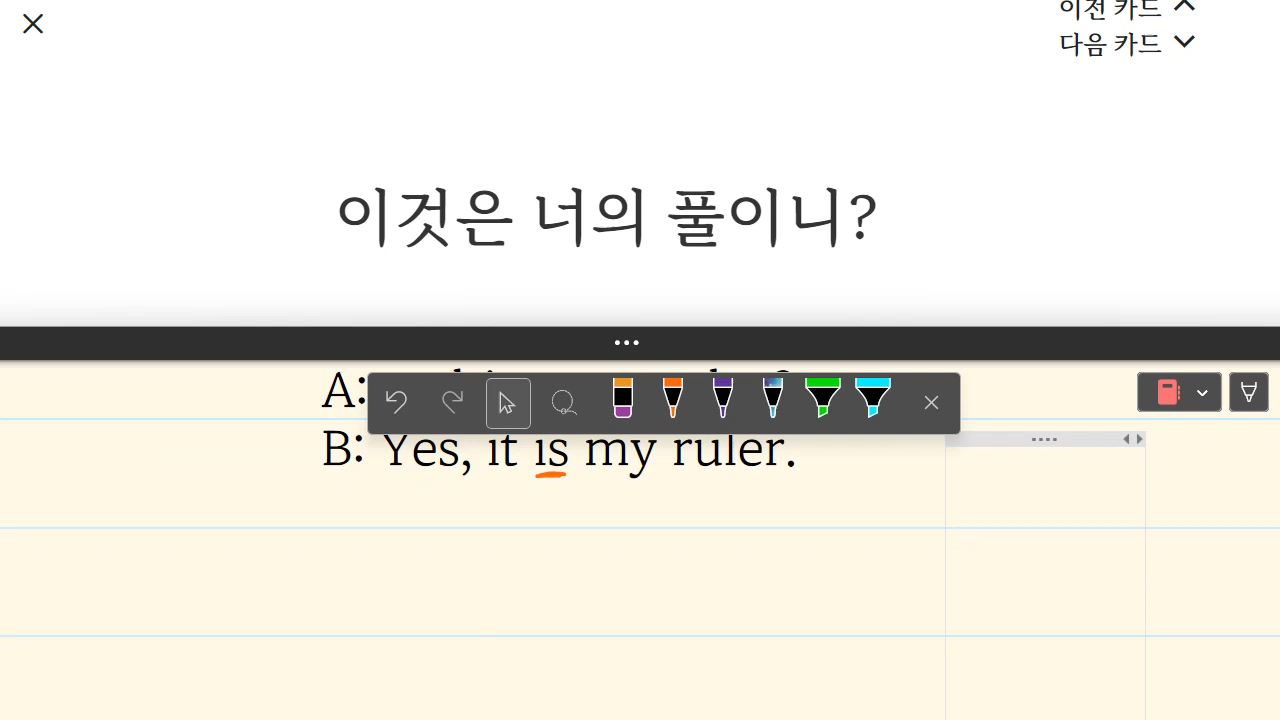 이전 카드
다음 카드
이것은 너의 풀이니?
A:
B: Yes, it is my ruler.